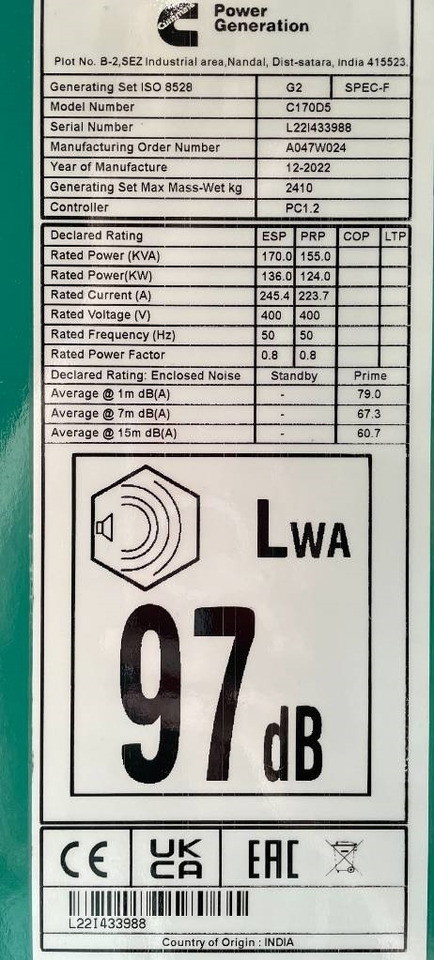 Cummins
Power
Generation
Plot No. B-2,SEZ Industrial area,Nandal, Dist-satara, India 415523.
Generating Set ISO 8528 G2 SPEC-F
Model Number C170D5
Serial Number L22I433988
Manufacturing Order Number A047W024
Year of Manufacture 12-2022
Generating Set Max Mass-Wet kg 2410
Controller PC1.2
Declared Rating ESP PRP COP LTP
Rated Power (KVA) 170.0 155.0
Rated Power(KW) 136.0 124.0
Rated Current (A) 245.4 223.7
Rated Voltage (V) 400 400
Rated Frequency (Hz) 50 50
Rated Power Factor 0.8 0.8
Declared Rating: Enclosed Noise Standby Prime
Average @ 1m dB(A) - 79.0
Average @ 7m dB(A) - 67.3
Average @ 15m dB(A) - 60.7
LWA
97 dB
CE UK CA EAC
L22I433988
Country of Origin : INDIA